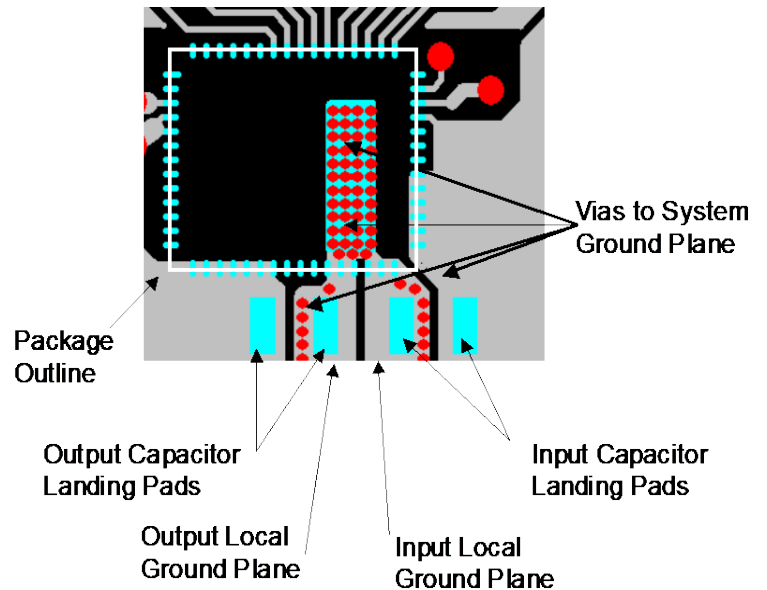 Vias to System
Ground Plane
Package
Outline
Output Capacitor
Landing Pads
Input Capacitor
Landing Pads
Output Local
Ground Plane
Input Local
Ground Plane